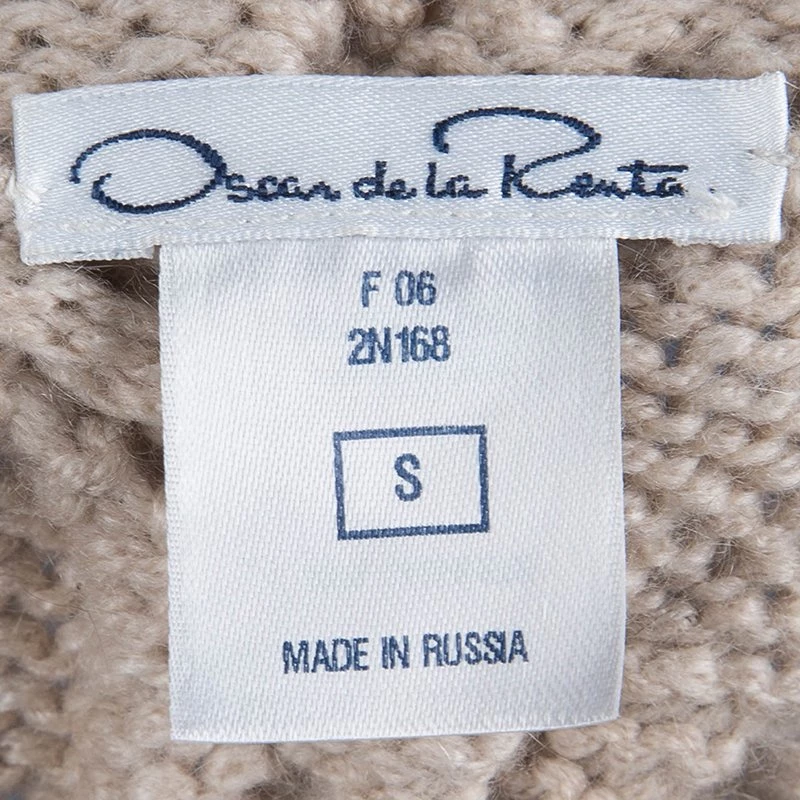 Oscar de la Renta
F 06
2N168
S
MADE IN RUSSIA